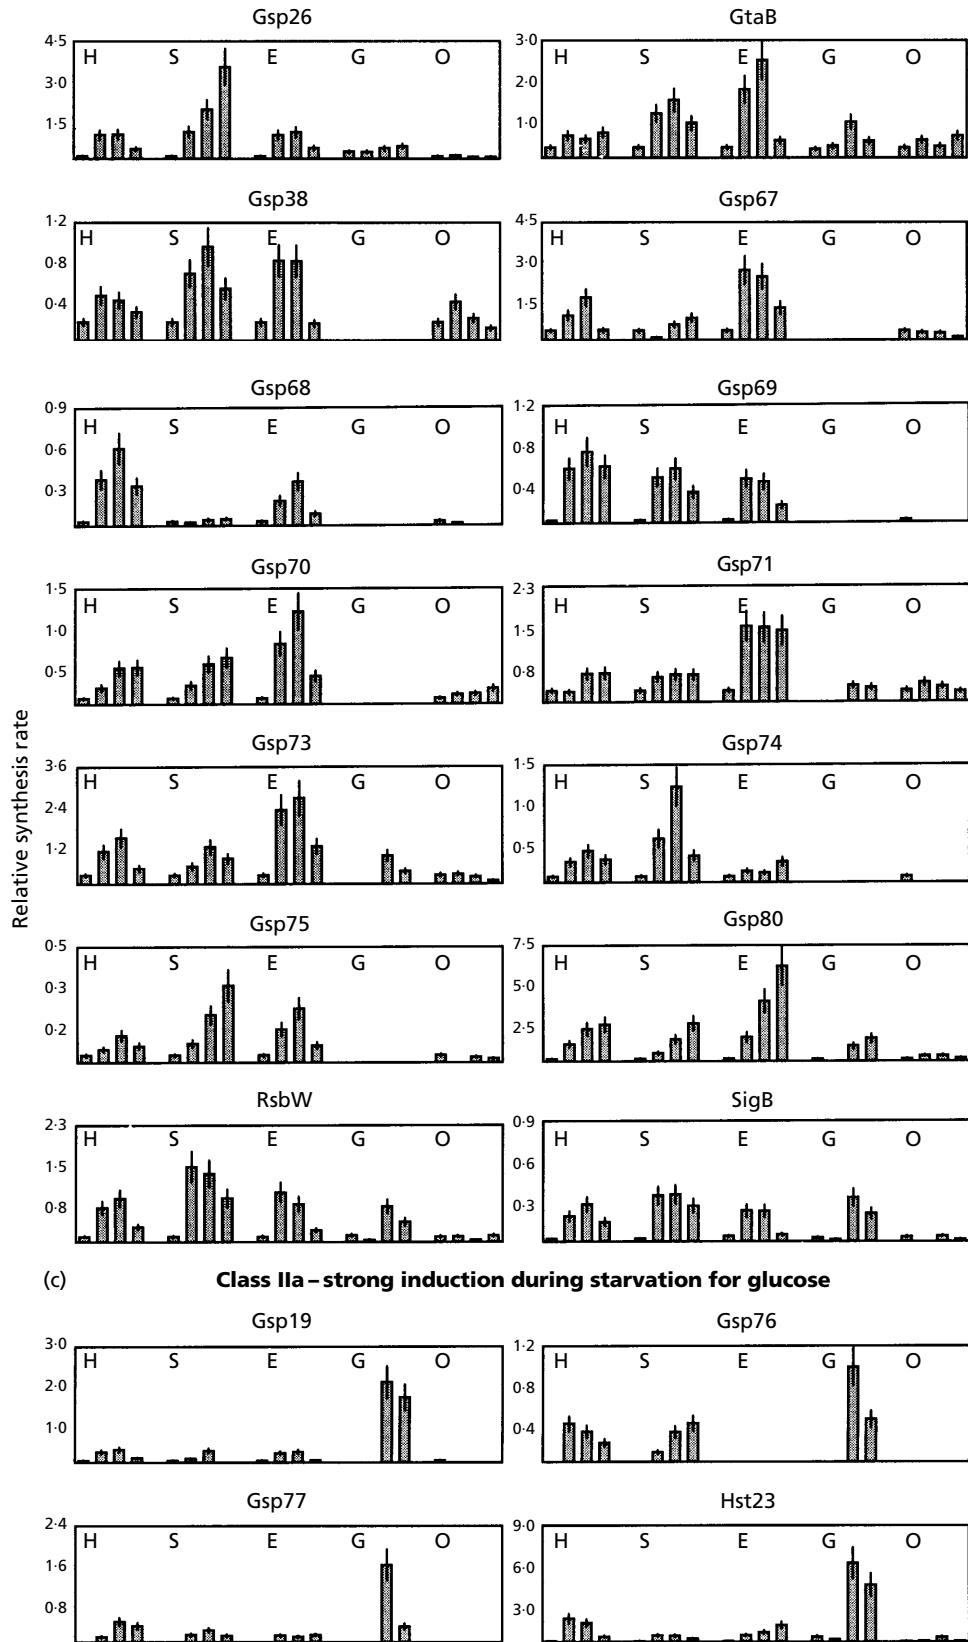 Gsp26 GtaB
4·5 H S E G O 3·0 H S E G O
3·0 2·0
1·5 1·0
Gsp38 Gsp67
1·2 H S E G O 4·5 H S E G O
0·8 3·0
0·4 1·5
Gsp68 Gsp69
0·9 H S E G O 1·2 H S E G O
0·6 0·8
0·3 0·4
Gsp70 Gsp71
1·5 H S E G O 2·3 H S E G O
1·0 1·5
0·5 0·8
Relative synthesis rate
Gsp73 Gsp74
3·6 H S E G O 1·5 H S E G O
2·4 1·0
1·2 0·5
Gsp75 Gsp80
0·5 H S E G O 7·5 H S E G O
0·3 5·0
0·2 2·5
RsbW SigB
2·3 H S E G O 0·9 H S E G O
1·5 0·6
0·8 0·3
(c) Class IIa – strong induction during starvation for glucose
Gsp19 Gsp76
3·0 H S E G O 1·2 H S E G O
2·0 0·8
1·0 0·4
Gsp77 Hst23
2·4 H S E G O 9·0 H S E G O
1·6 6·0
0·8 3·0